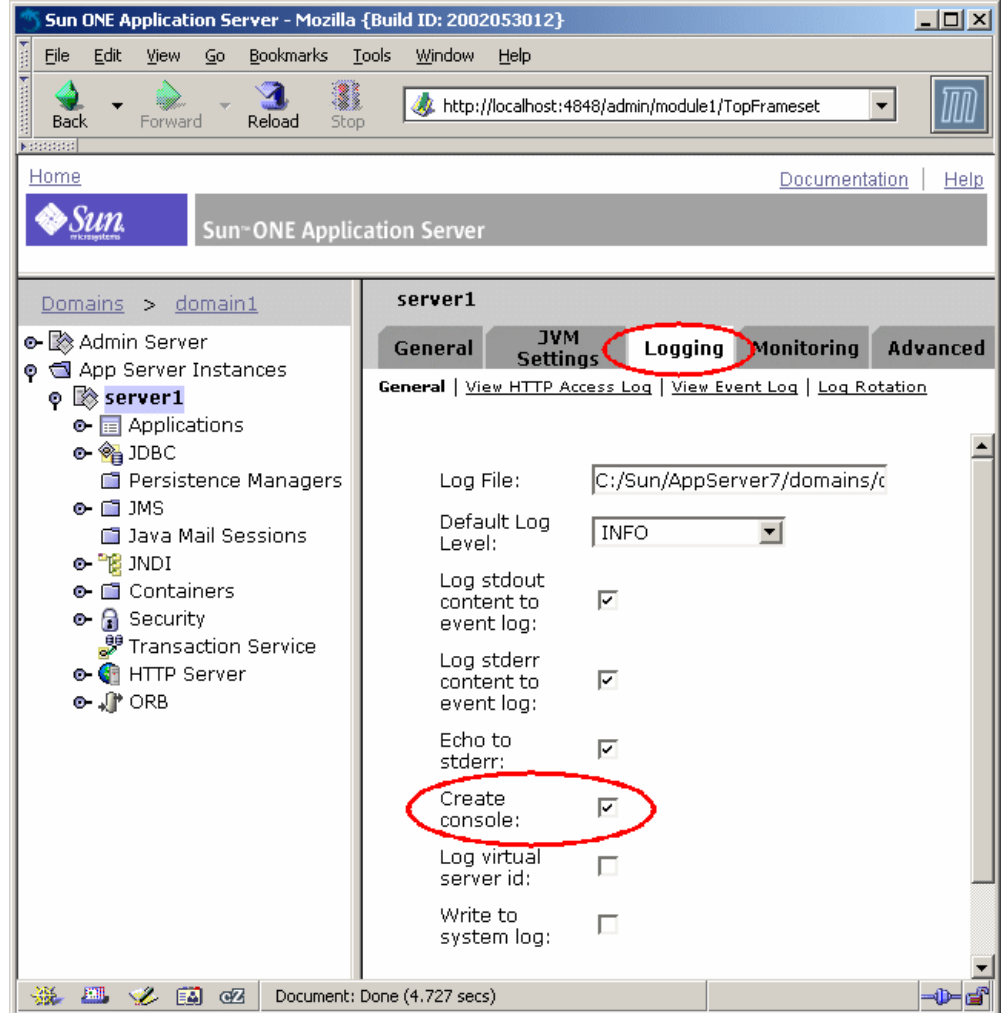 Sun ONE Application Server - Mozilla {Build ID: 2002053012}
File Edit View Go Bookmarks Tools Window Help
Back Forward Reload Stop
http://localhost:4848/admin/module1/TopFrameset
Home
Documentation | Help
Sun microsystems
Sun™ ONE Application Server
Domains > domain1
Admin Server
App Server Instances
server1
Applications
JDBC
Persistence Managers
JMS
Java Mail Sessions
JNDI
Containers
Security
Transaction Service
HTTP Server
ORB
server1
General
JVM
Settings
Logging
Monitoring
Advanced
General | View HTTP Access Log | View Event Log | Log Rotation
Log File:
C:/Sun/AppServer7/domains/
Default Log
Level:
INFO
Log stdout
content to
event log:
Log stderr
content to
event log:
Echo to
stderr:
Create
console:
Log virtual
server id:
Write to
system log:
Document: Done (4.727 secs)